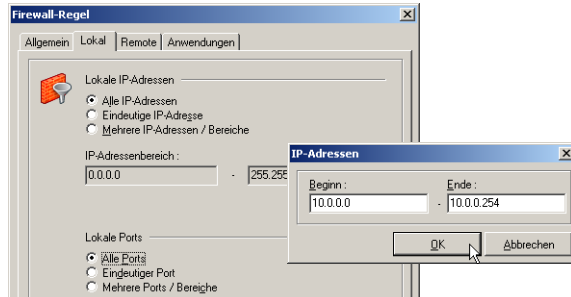 Firewall-Regel
Allgemein Lokal Remote Anwendungen
Lokale IP-Adressen
Alle IP-Adressen
Eindeutige IP-Adresse
Mehrere IP-Adressen / Bereiche
IP-Adressenbereich :
0.0.0.0 - 255.255
IP-Adressen
Beginn : Ende :
10.0.0.0 - 10.0.0.254
OK Abbrechen
Lokale Ports
Alle Ports
Eindeutiger Port
Mehrere Ports / Bereiche